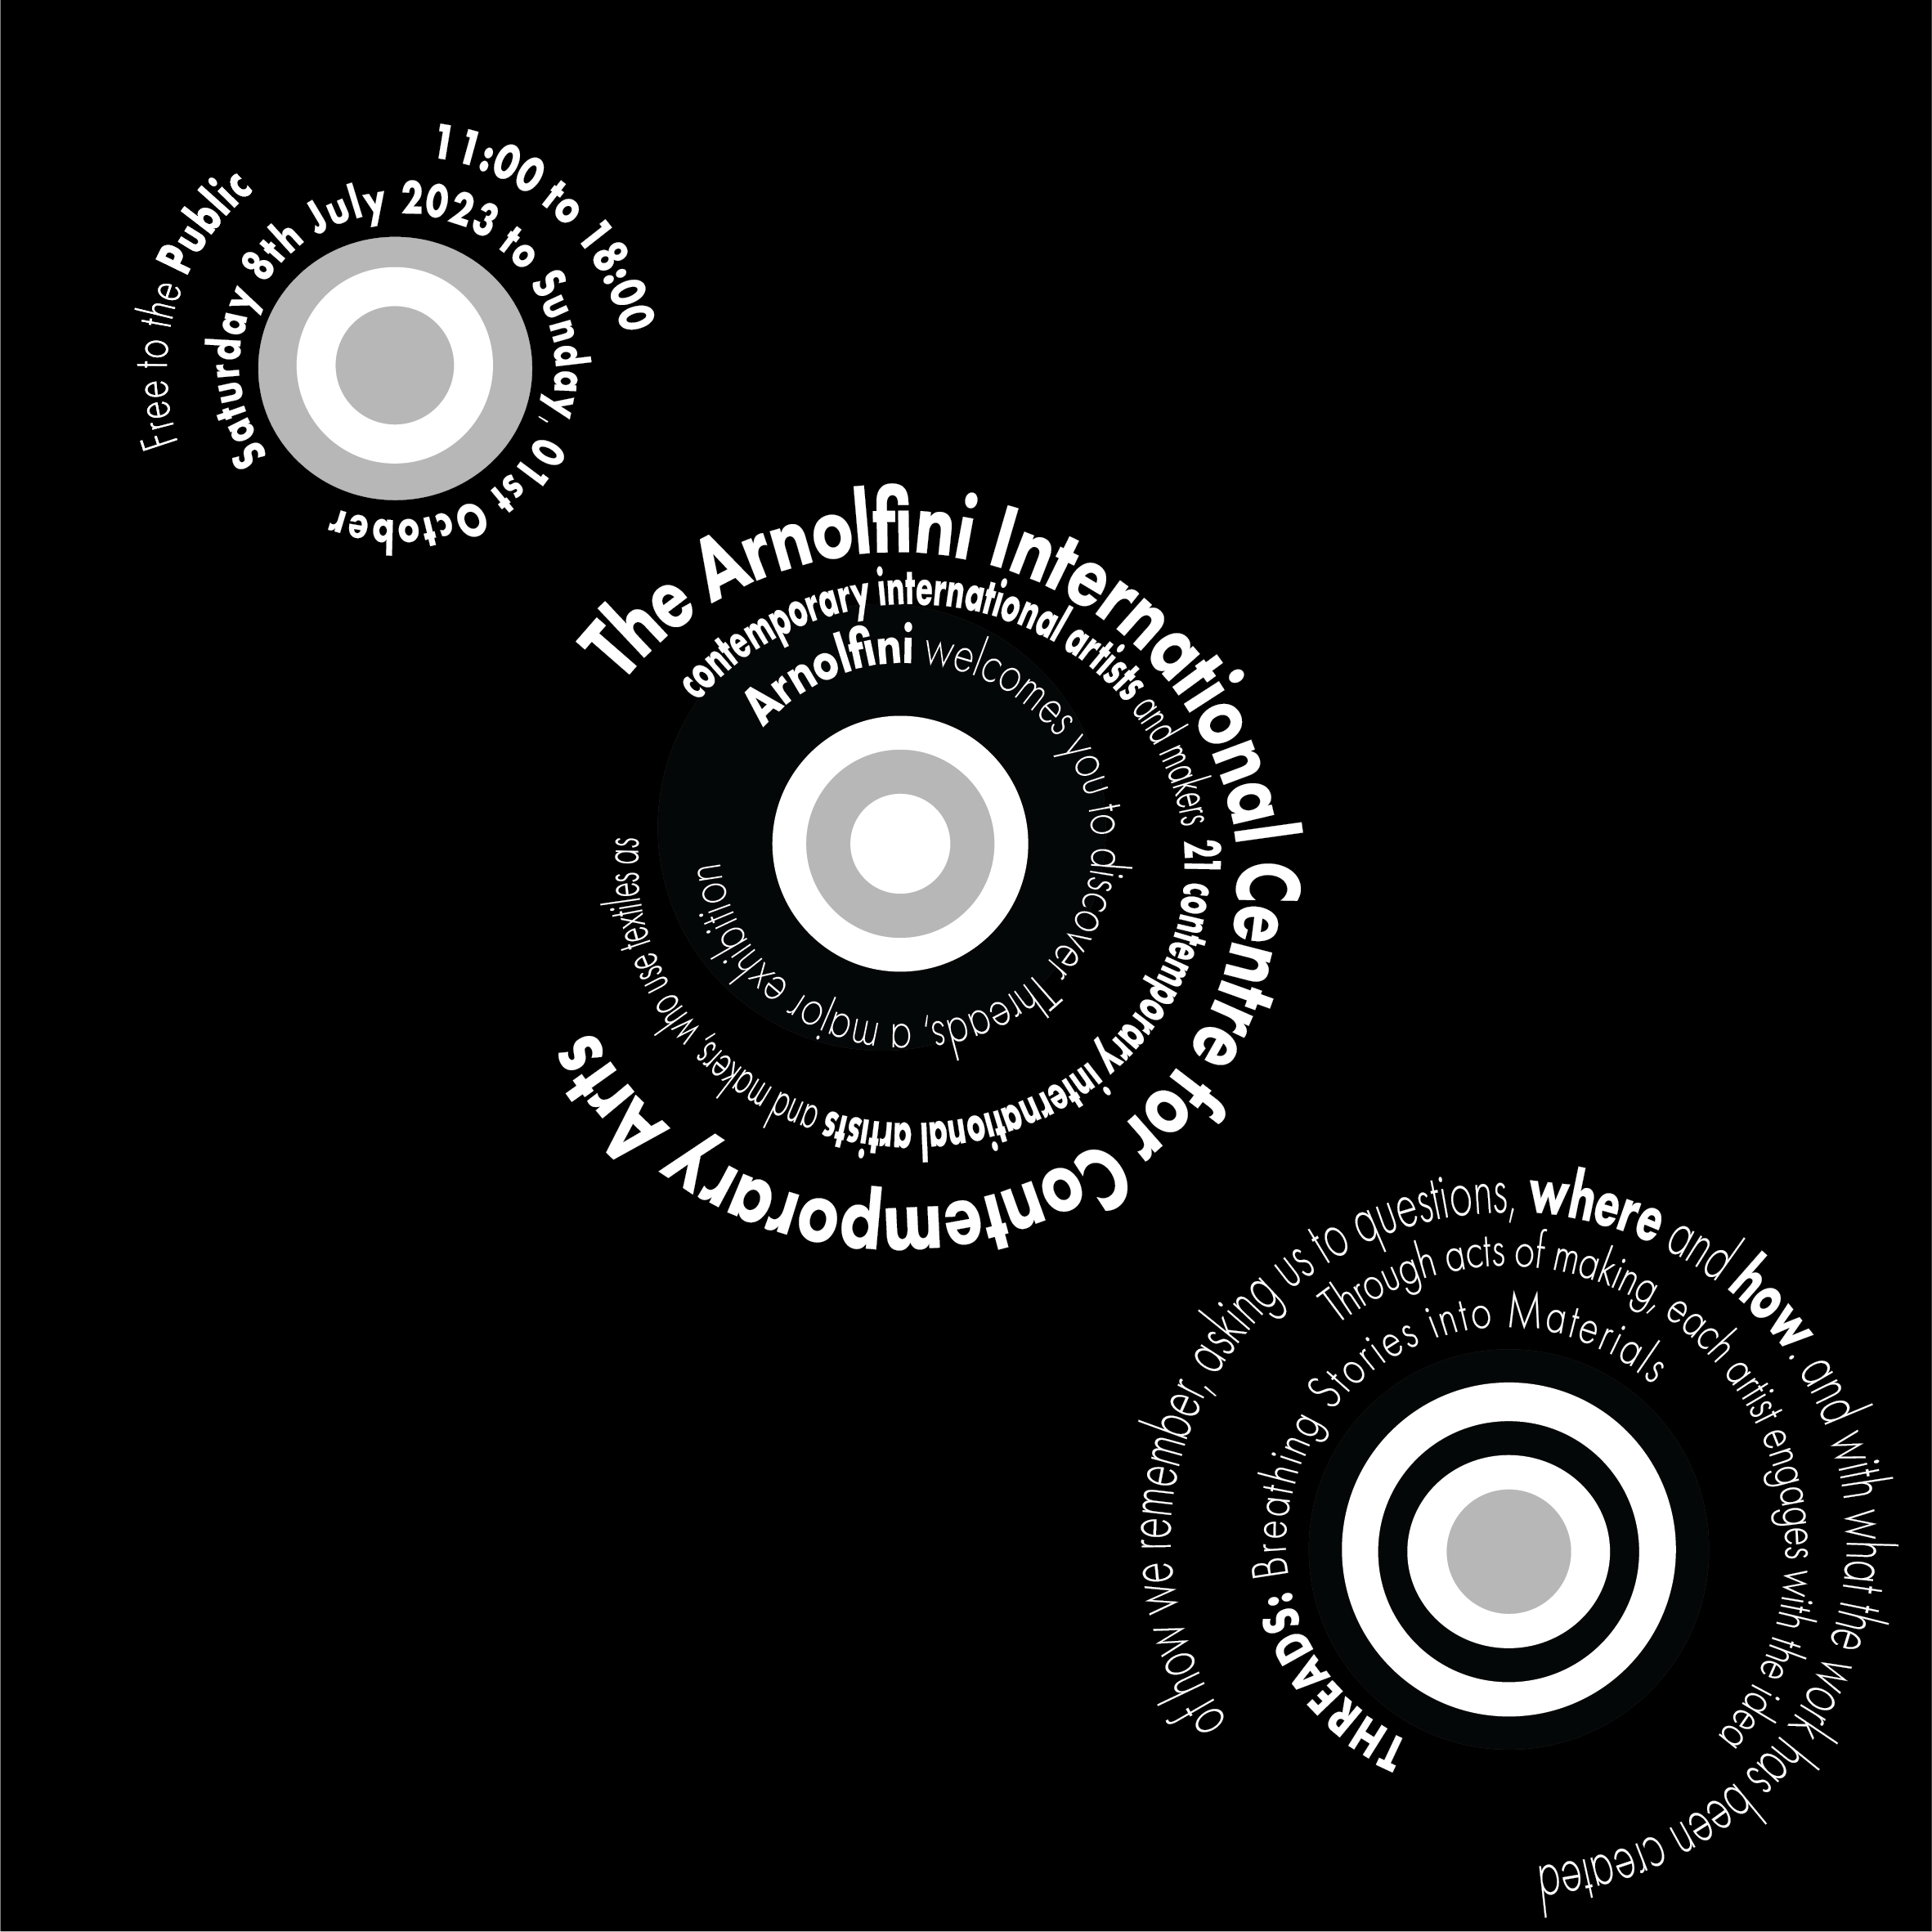 11:00 to 18:00
Free to the Public
Saturday 8th July 2023 to Sunday, 01st October
The Arnolfini International Centre for Contemporary Arts
contemporary international artists and makers 21 contemporary international artists and makers, who use textiles as
Arnolfini welcomes you to discover Threads, a major exhibition
of how we remember, asking us to questions, where and how. and with what the work has been created
Through acts of making, each artist engages with the idea
THREADS: Breathing Stories into Materials